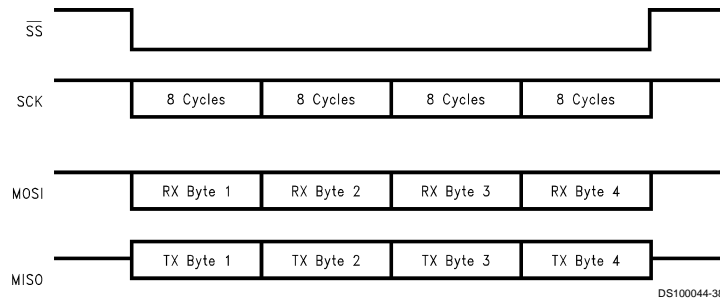 SS
SCK 8 Cycles 8 Cycles 8 Cycles 8 Cycles
MOSI RX Byte 1 RX Byte 2 RX Byte 3 RX Byte 4
MISO TX Byte 1 TX Byte 2 TX Byte 3 TX Byte 4
DS100044-38